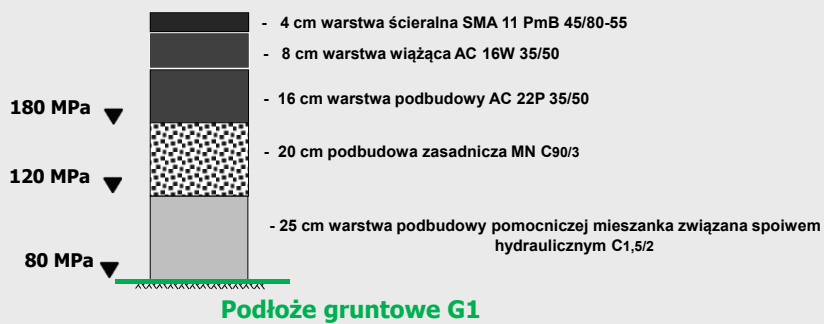 - 4 cm warstwa ścieralna SMA 11 PmB 45/80-55
- 8 cm warstwa wiążąca AC 16W 35/50
- 16 cm warstwa podbudowy AC 22P 35/50
180 MPa
- 20 cm podbudowa zasadnicza MN C90/3
120 MPa
- 25 cm warstwa podbudowy pomocniczej mieszanka związana spoiwem
hydraulicznym C1,5/2
80 MPa
Podłoże gruntowe G1